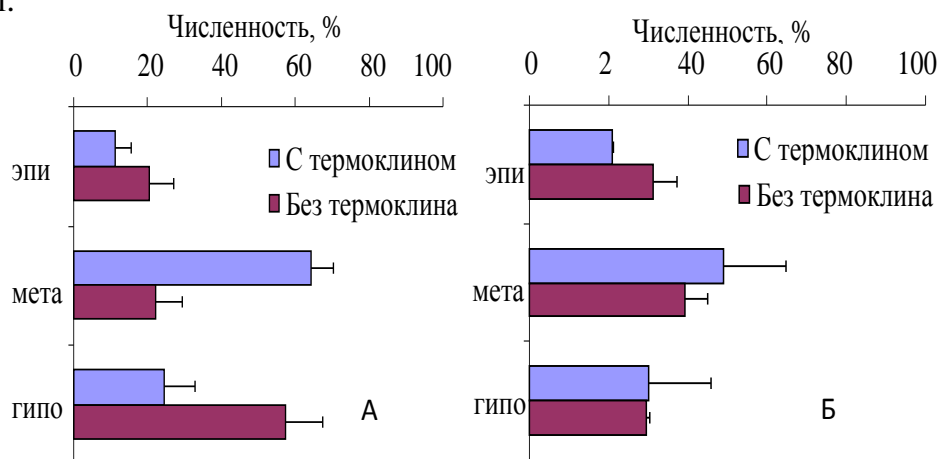 Численность, %
0 20 40 60 80 100
эпи
мета
гипо
С термоклином
Без термоклина
А
Численность, %
0 2 40 60 80 100
эпи
мета
гипо
С термоклином
Без термоклина
Б